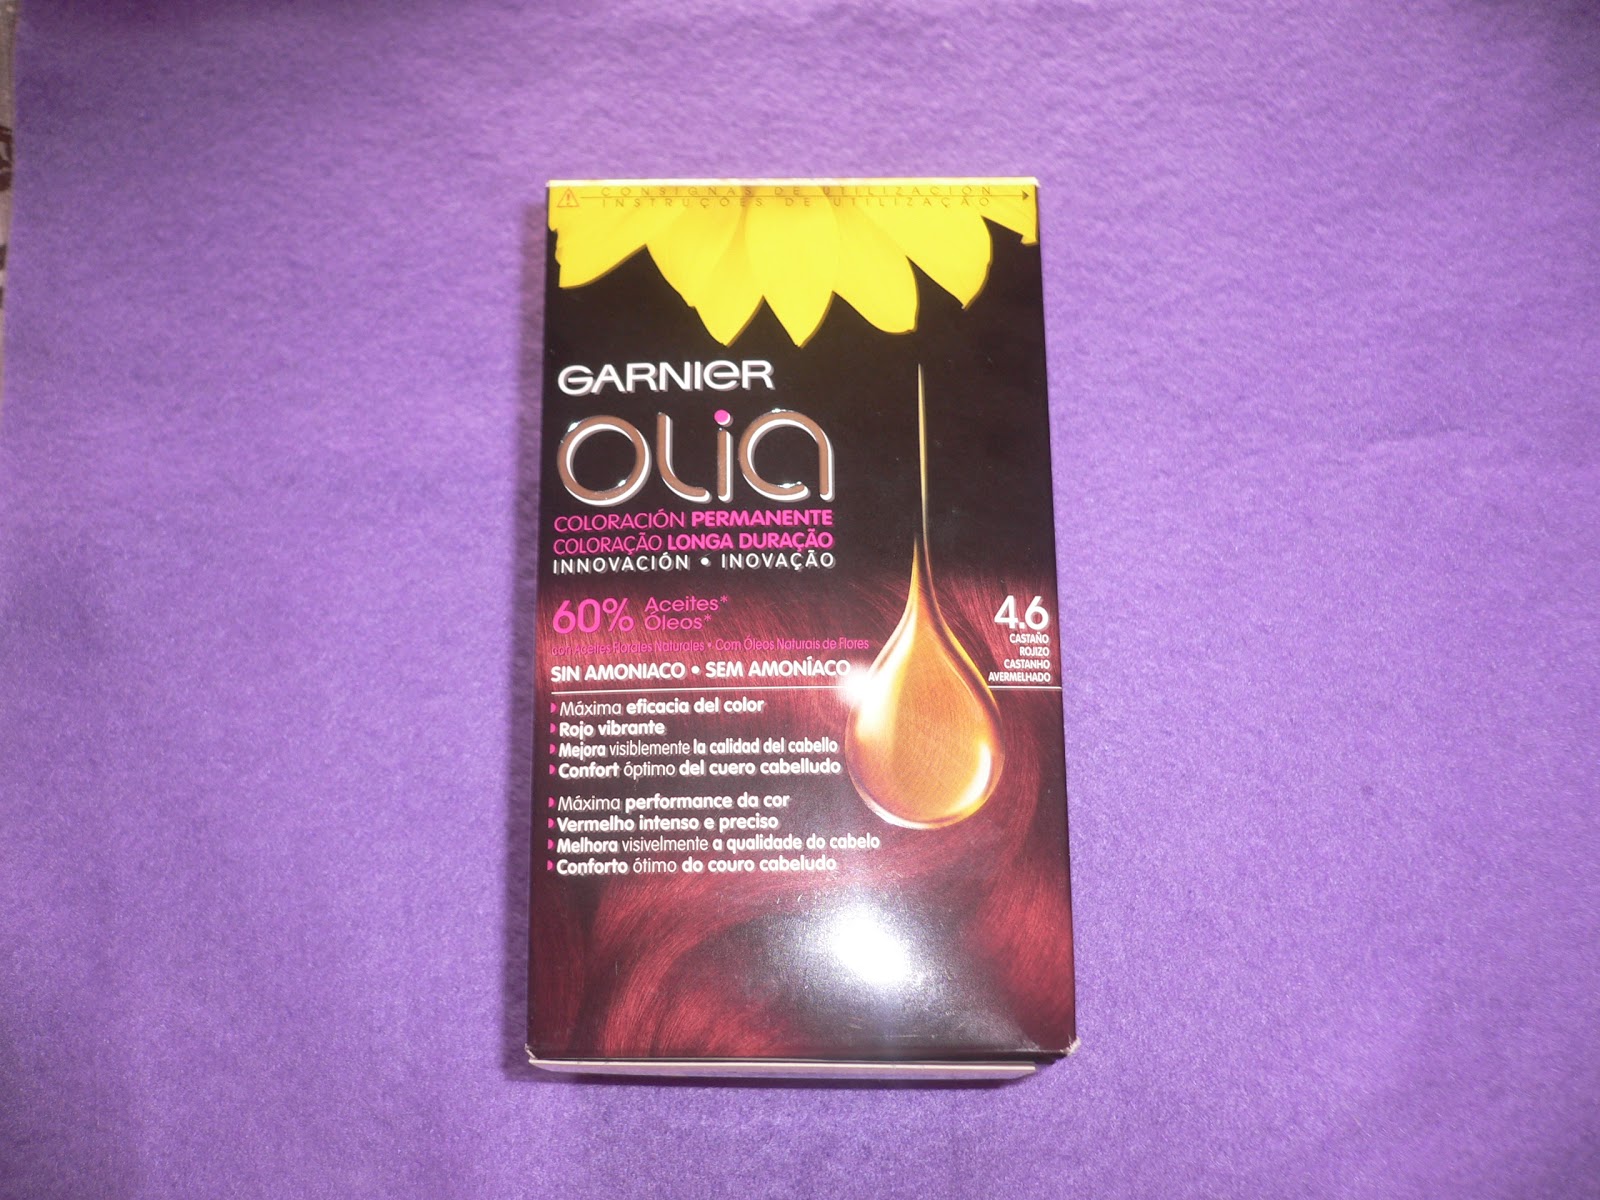 CONSIGNAS DE UTILIZACIÓN
INSTRUÇÕES DE UTILIZAÇÃO
GARNIER
OLIA
COLORACIÓN PERMANENTE
COLORAÇÃO LONGA DURAÇÃO
INNOVACIÓN • INOVAÇÃO
60% Aceites*
Óleos*
con Aceites Florales Naturales • Com Óleos Naturais de Flores
SIN AMONIACO • SEM AMONÍACO
4.6
CASTAÑO
ROJIZO
CASTANHO
AVERMELHADO
Máxima eficacia del color
Rojo vibrante
Mejora visiblemente la calidad del cabello
Confort óptimo del cuero cabelludo
Máxima performance da cor
Vermelho intenso e preciso
Melhora visivelmente a qualidade do cabelo
Conforto ótimo do couro cabeludo